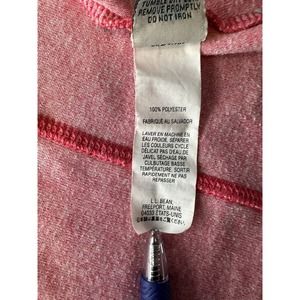 TUMBLE DRY LOW
REMOVE PROMPTLY
DO NOT IRON
100% POLYESTER
FABRIQUÉ AU SALVADOR
LAVER EN MACHINE EN
EAU FROIDE, SÉPARER
LES COULEURS CYCLE
DÉLICAT PAS D'EAU DE
JAVEL SÉCHAGE PAR
CULBUTAGE BASSE
TEMPÉRATURE, SORTIR
RAPIDEMENT NE PAS
REPASSER
L.L.BEAN,
FREEPORT, MAINE
04033 ÉTATS-UNIS